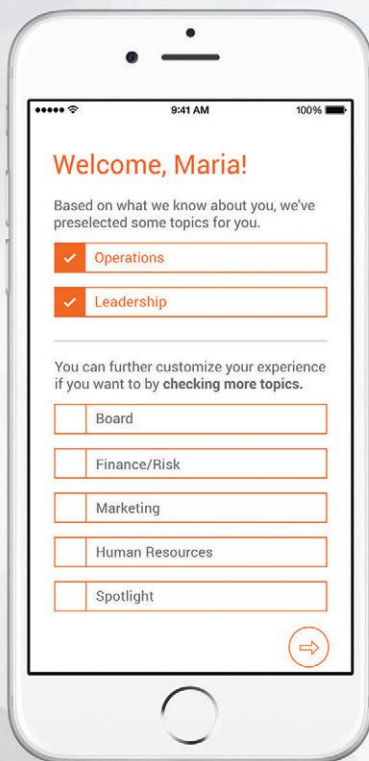 9:41 AM 100%
Welcome, Maria!
Based on what we know about you, we've
preselected some topics for you.
Operations
Leadership
You can further customize your experience
if you want to by checking more topics.
Board
Finance/Risk
Marketing
Human Resources
Spotlight